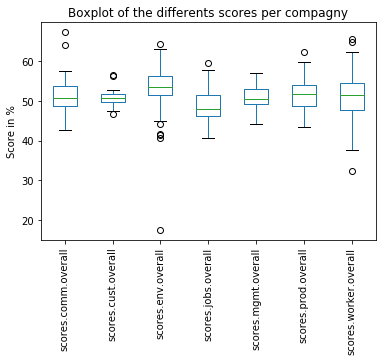 Boxplot of the differents scores per compagny
Score in %
60
50
40
30
20
scores.comm.overall
scores.cust.overall
scores.env.overall
scores.jobs.overall
scores.mgmt.overall
scores.prod.overall
scores.worker.overall